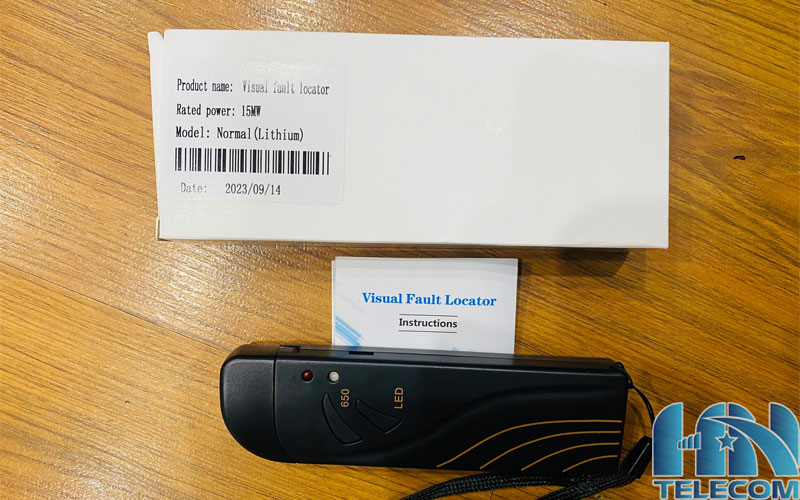 Product name: Visual fault locator
Rated power: 15MW
Model: Normal(Lithium)
Date: 2023/09/14
Visual Fault Locator
Instructions
650
LED
HN
TELECOM